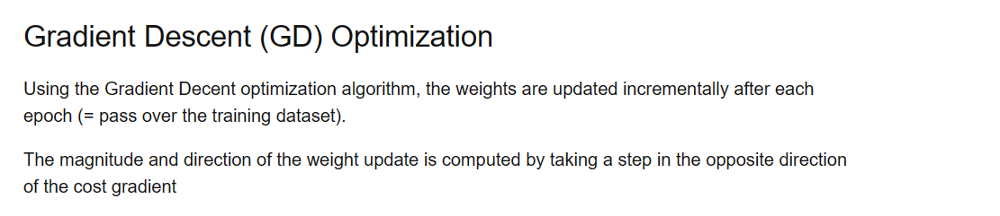 Gradient Descent (GD) Optimization
Using the Gradient Decent optimization algorithm, the weights are updated incrementally after each
epoch (= pass over the training dataset).
The magnitude and direction of the weight update is computed by taking a step in the opposite direction
of the cost gradient